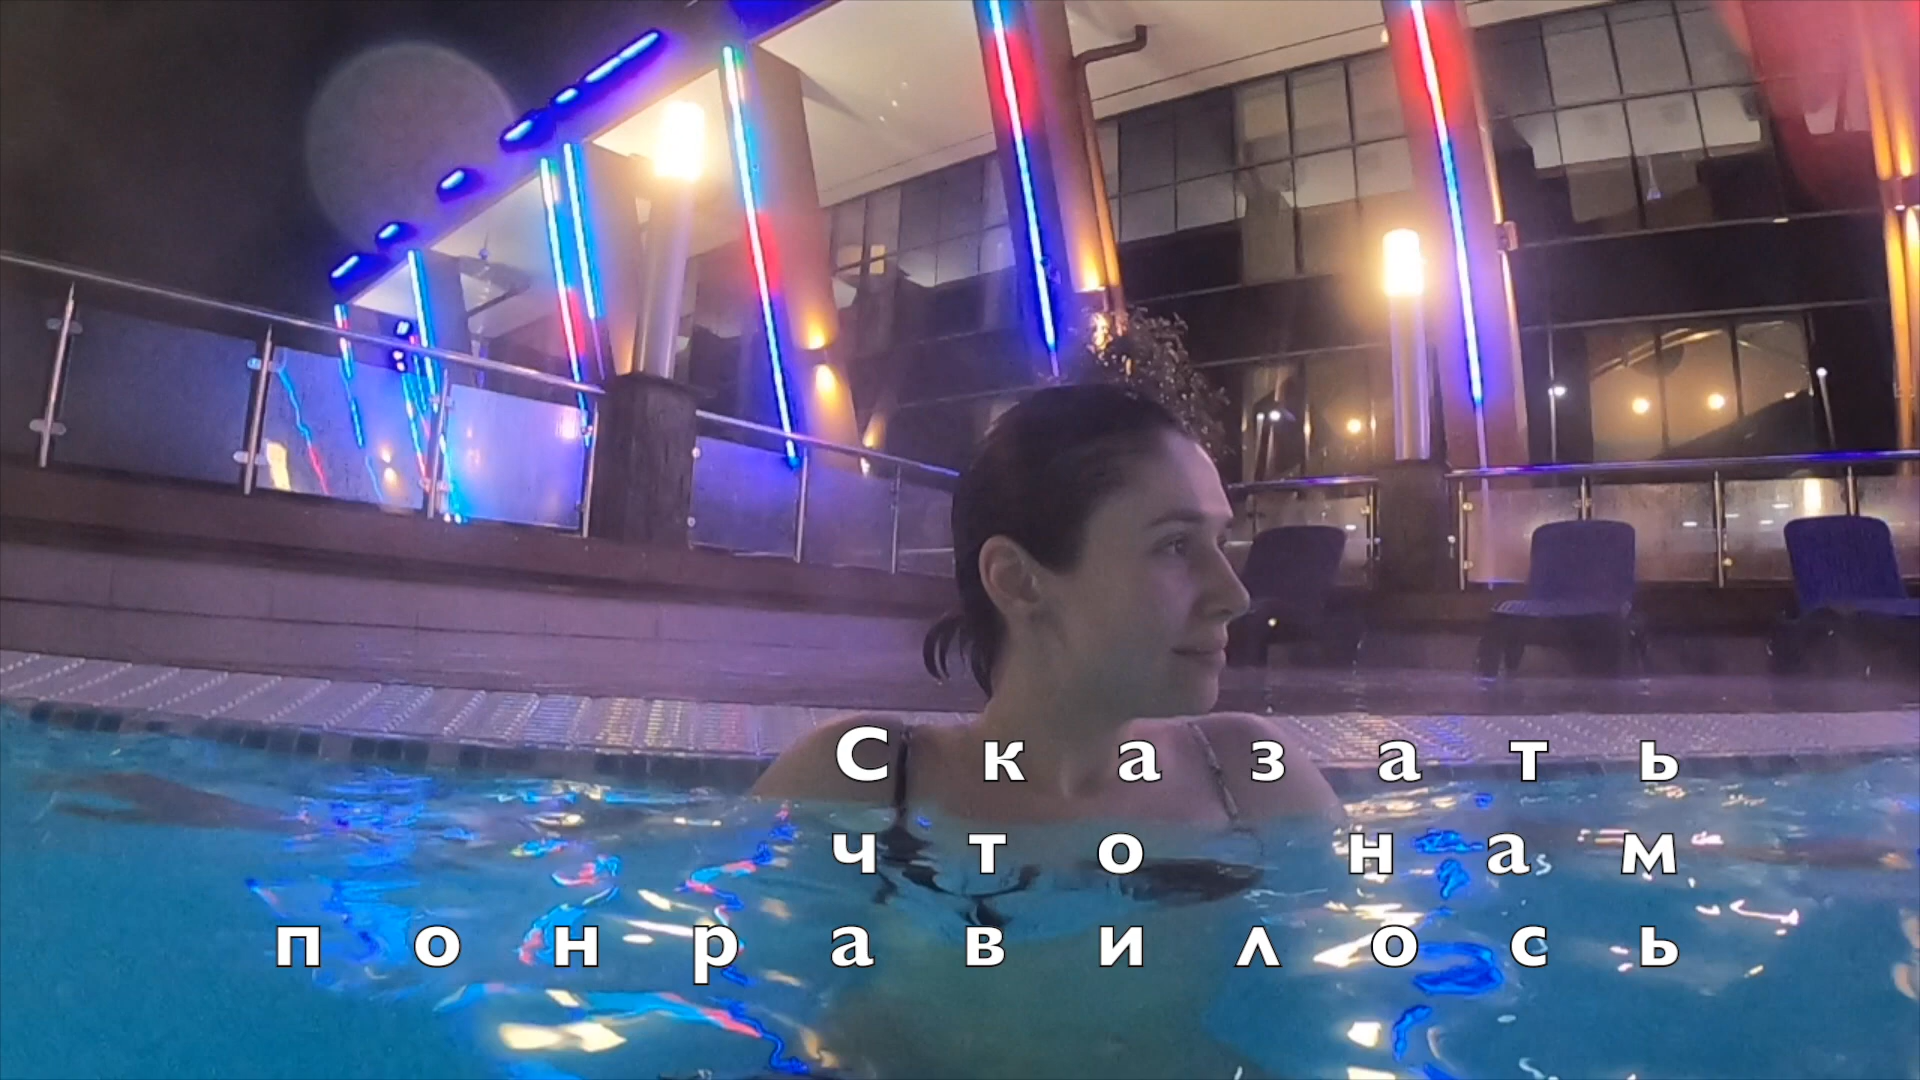 Сказать
что нам
понравилось